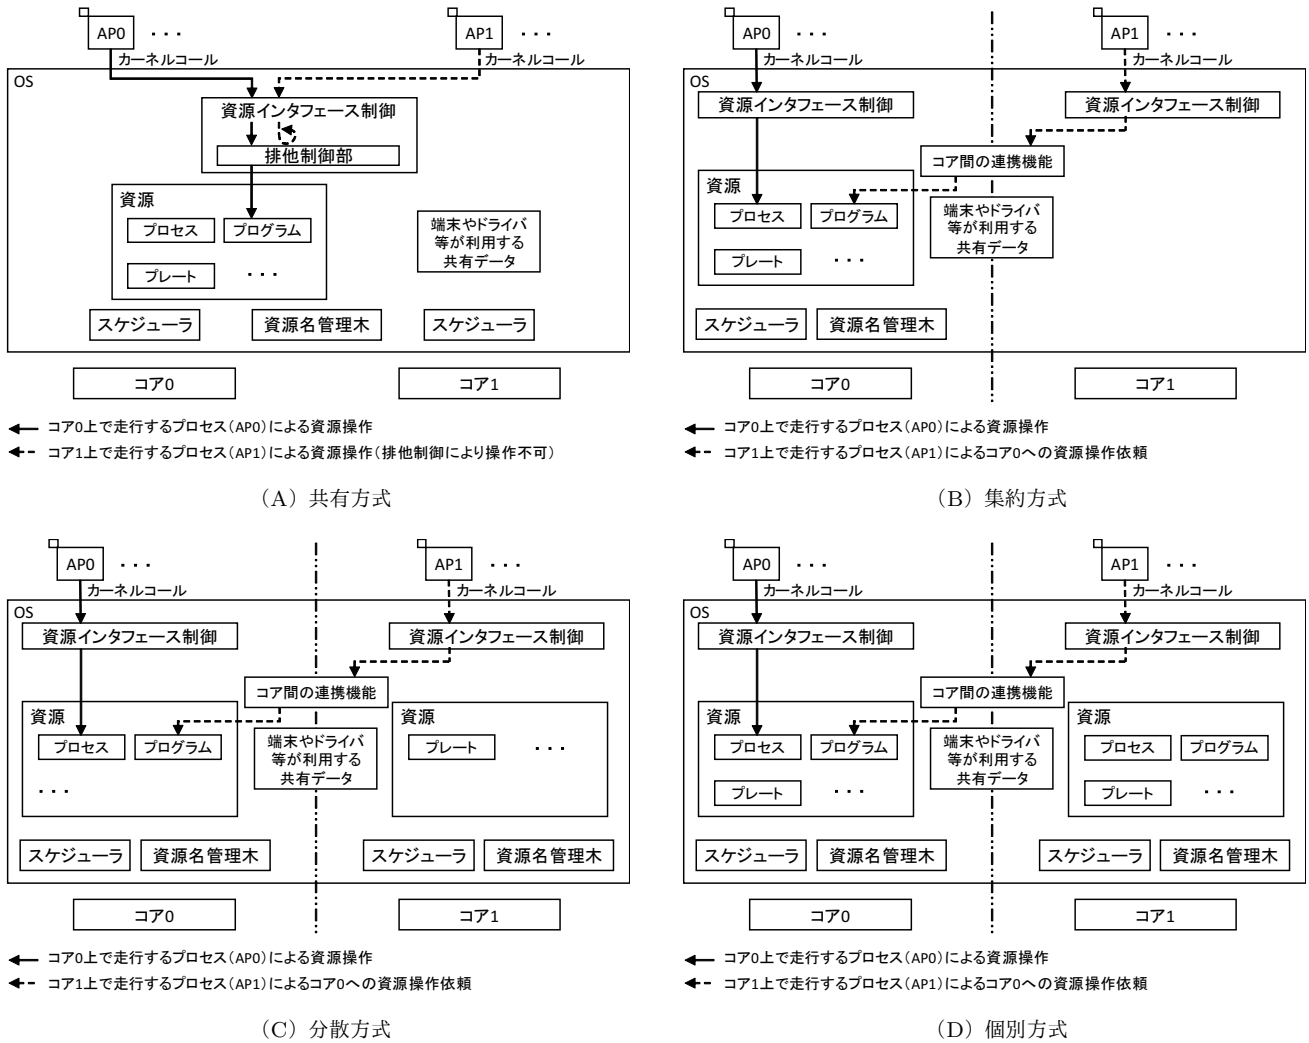 AP0 ・・・ AP1 ・・・
カーネルコール カーネルコール
OS
資源インタフェース制御
排他制御部
資源
プロセス プログラム
プレート ・・・
端末やドライバ
等が利用する
共有データ
スケジューラ 資源名管理木 スケジューラ
コア0 コア1
コア0上で走行するプロセス(AP0)による資源操作
コア1上で走行するプロセス(AP1)による資源操作(排他制御により操作不可)
（A）共有方式
AP0 ・・・ AP1 ・・・
カーネルコール カーネルコール
OS
資源インタフェース制御 資源インタフェース制御
コア間の連携機能
資源
プロセス プログラム
プレート ・・・
端末やドライバ
等が利用する
共有データ
スケジューラ 資源名管理木
コア0 コア1
コア0上で走行するプロセス(AP0)による資源操作
コア1上で走行するプロセス(AP1)によるコア0への資源操作依頼
（B）集約方式
AP0 ・・・ AP1 ・・・
カーネルコール カーネルコール
OS
資源インタフェース制御 資源インタフェース制御
コア間の連携機能
資源
プロセス プログラム
・・・
端末やドライバ
等が利用する
共有データ
資源
プレート ・・・
スケジューラ 資源名管理木 スケジューラ 資源名管理木
コア0 コア1
コア0上で走行するプロセス(AP0)による資源操作
コア1上で走行するプロセス(AP1)によるコア0への資源操作依頼
（C）分散方式
AP0 ・・・ AP1 ・・・
カーネルコール カーネルコール
OS
資源インタフェース制御 資源インタフェース制御
コア間の連携機能
資源
プロセス プログラム
プレート ・・・
端末やドライバ
等が利用する
共有データ
資源
プロセス プログラム
プレート ・・・
スケジューラ 資源名管理木 スケジューラ 資源名管理木
コア0 コア1
コア0上で走行するプロセス(AP0)による資源操作
コア1上で走行するプロセス(AP1)によるコア0への資源操作依頼
（D）個別方式